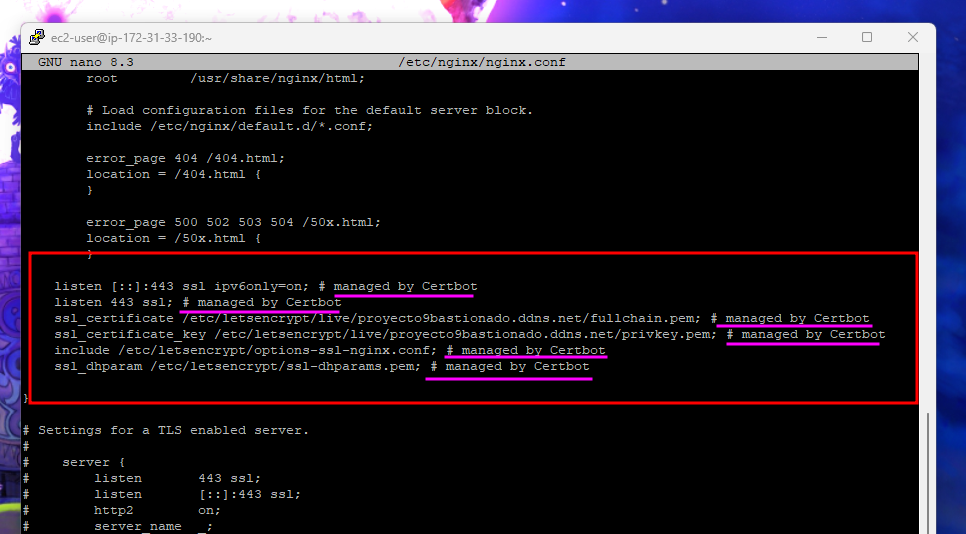 ec2-user@ip-172-31-33-190:~
GNU nano 8.3 /etc/nginx/nginx.conf
root /usr/share/nginx/html;
# Load configuration files for the default server block.
include /etc/nginx/default.d/*.conf;
error_page 404 /404.html;
location = /404.html {
}
error_page 500 502 503 504 /50x.html;
location = /50x.html {
}
listen [::]:443 ssl ipv6only=on; # managed by Certbot
listen 443 ssl; # managed by Certbot
ssl_certificate /etc/letsencrypt/live/proyecto9bastionado.ddns.net/fullchain.pem; # managed by Certbot
ssl_certificate_key /etc/letsencrypt/live/proyecto9bastionado.ddns.net/privkey.pem; # managed by Certbot
include /etc/letsencrypt/options-ssl-nginx.conf; # managed by Certbot
ssl_dhparam /etc/letsencrypt/ssl-dhparams.pem; # managed by Certbot
}
# Settings for a TLS enabled server.
#
# server {
# listen 443 ssl;
# listen [::]:443 ssl;
# http2 on;
# server_name _;